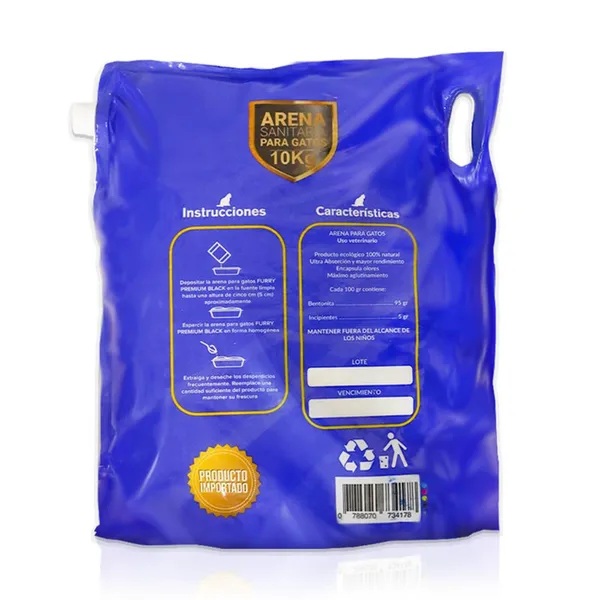 ARENA
SANITARIA
PARA GATOS
10Kg
Instrucciones
Depositar la arena para gatos FURRY
PREMIUM BLACK en la fuente limpia
hasta una altura de cinco cm (5 cm)
aproximadamente
Esparcir la arena para gatos FURRY
PREMIUM BLACK en forma homogénea
Extraiga y deseche los desperdicios
frecuentemente. Reemplace una
cantidad suficiente del producto para
mantener su frescura.
Características
ARENA PARA GATOS
Uso veterinario
Producto ecológico 100% natural
Ultra Absorción y mayor rendimiento
Encapsula olores
Máximo aglutinamiento
Cada 100 gr contiene:
Bentonita 95 gr
Incipientes 5 gr
MANTENER FUERA DEL ALCANCE DE
LOS NIÑOS
LOTE
VENCIMIENTO
PRODUCTO
IMPORTADO
0 788070 734178